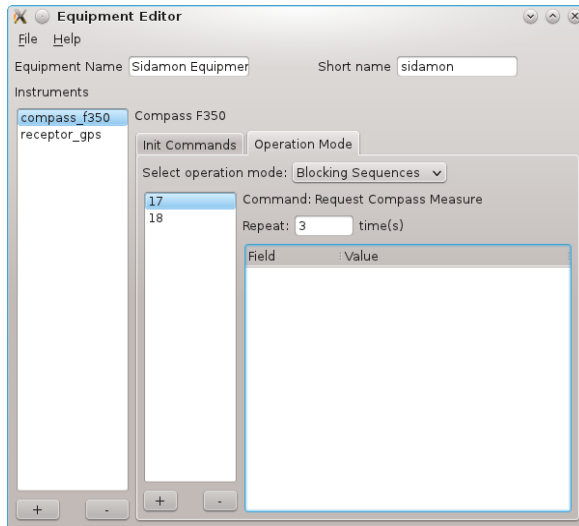 Equipment Editor
File Help
Equipment Name Sidamon Equipmer Short name sidamon
Instruments
compass_f350
receptor_gps
Compass F350
Init Commands Operation Mode
Select operation mode: Blocking Sequences
17
18
Command: Request Compass Measure
Repeat: 3 time(s)
Field Value
+ -
+ -